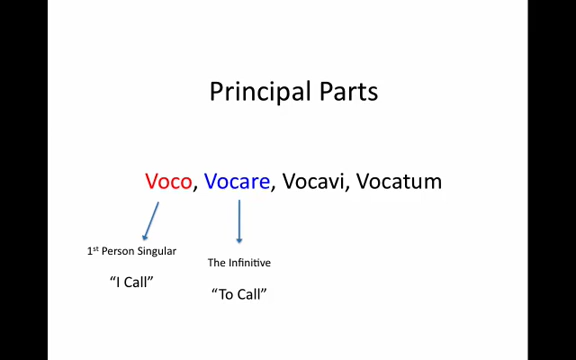 Principal Parts
Voco, Vocare, Vocavi, Vocatum
1st Person Singular
"I Call"
The Infinitive
"To Call"